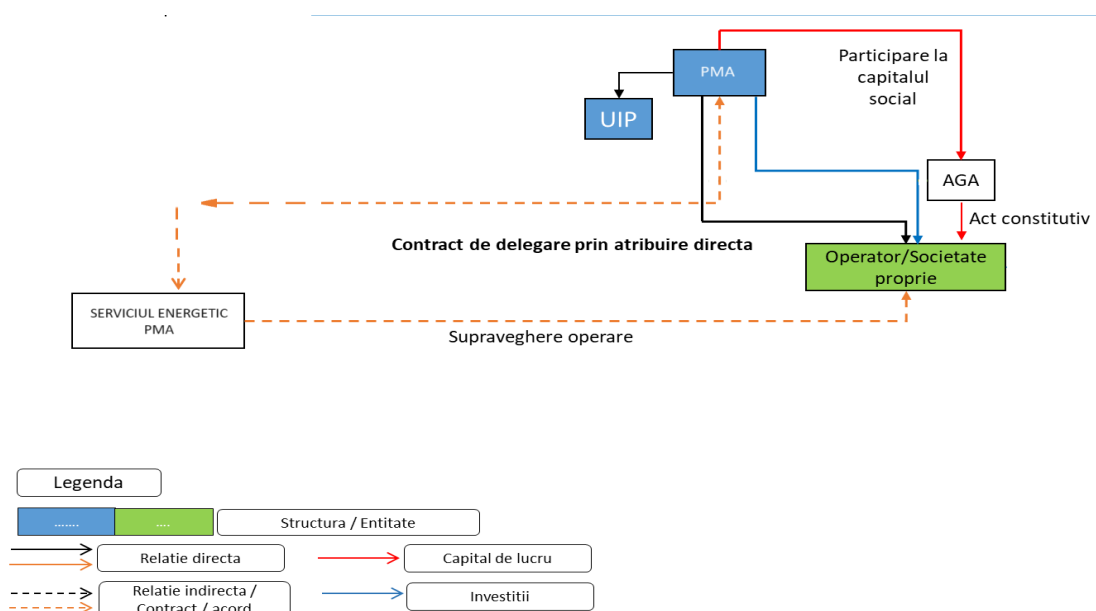 PMA
Participare la
capitalul
social
UIP
AGA
Act constitutiv
Contract de delegare prin atribuire directa
Operator/Societate
proprie
SERVICIUL ENERGETIC
PMA
Supraveghere operare
Legenda
.......
....
Structura / Entitate
Relatie directa
Capital de lucru
Relatie indirecta /
Contract / acord
Investitii